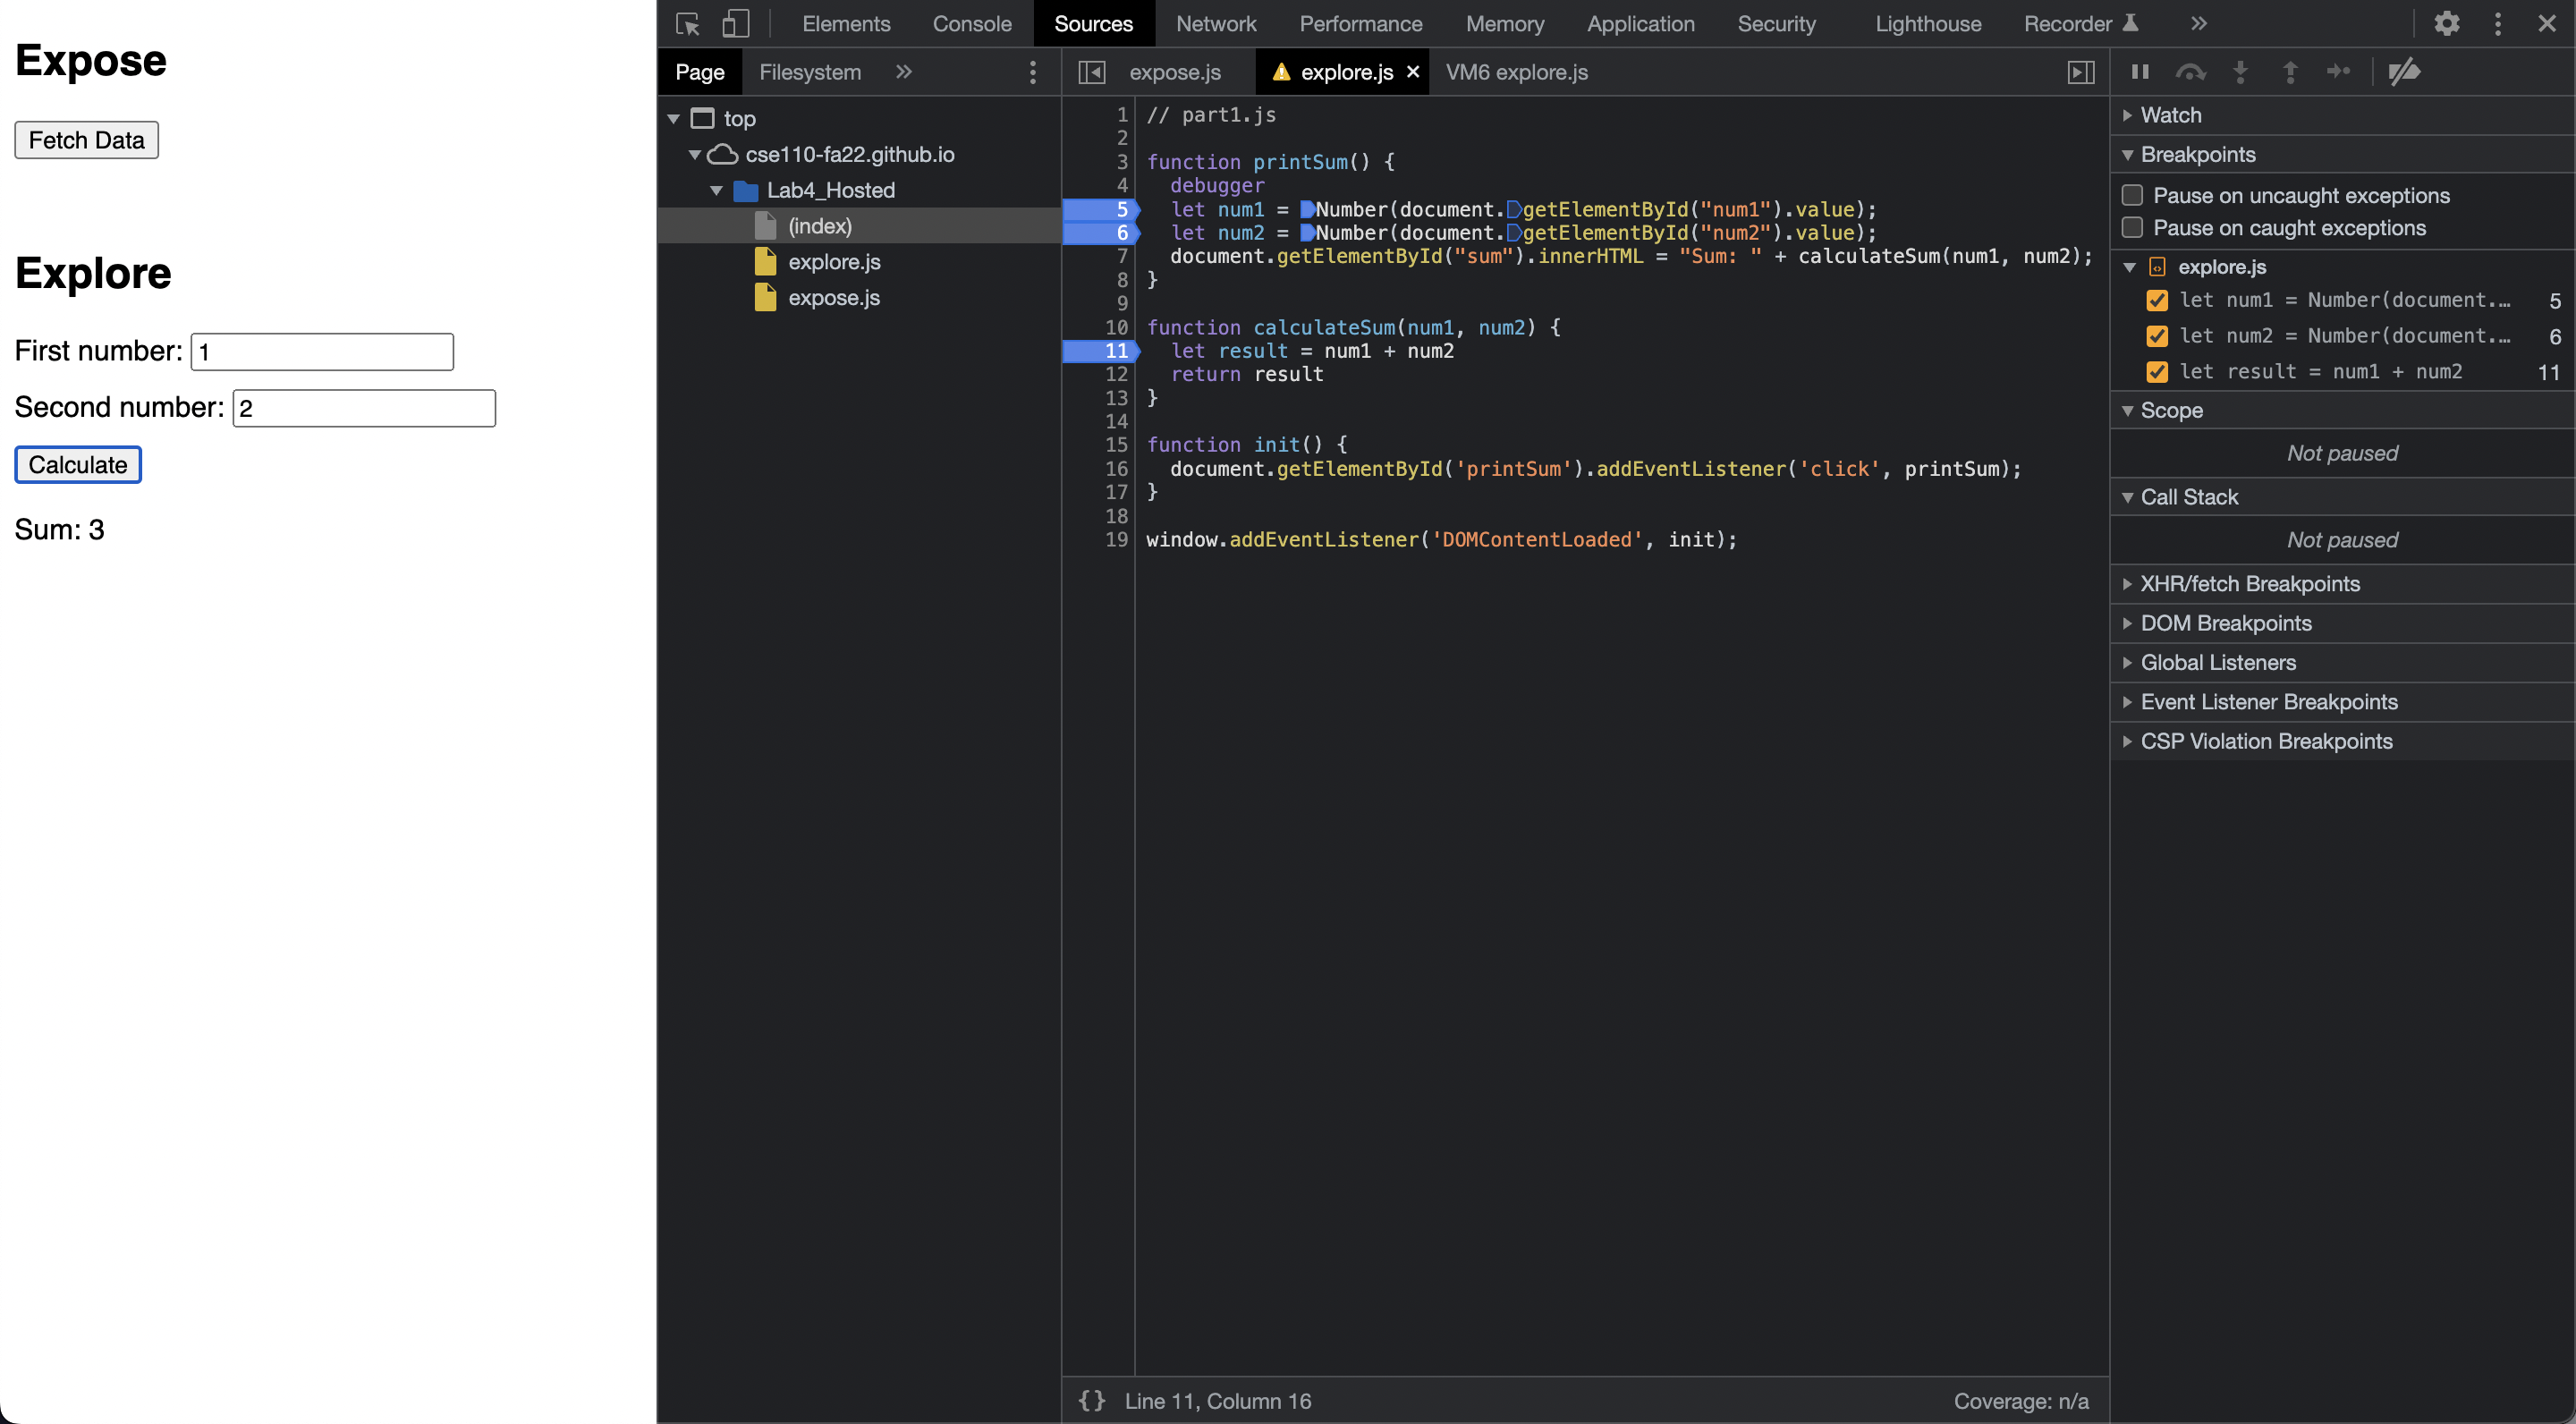 Expose
Fetch Data
Explore
First number: 1
Second number: 2
Calculate
Sum: 3
Elements Console Sources Network Performance Memory Application Security Lighthouse Recorder
Page Filesystem
top
cse110-fa22.github.io
Lab4_Hosted
(index)
explore.js
expose.js
expose.js explore.js VM6 explore.js
1 // part1.js
2
3 function printSum() {
4 debugger
5 let num1 = Number(document.getElementById("num1").value);
6 let num2 = Number(document.getElementById("num2").value);
7 document.getElementById("sum").innerHTML = "Sum: " + calculateSum(num1, num2);
8 }
9
10 function calculateSum(num1, num2) {
11 let result = num1 + num2
12 return result
13 }
14
15 function init() {
16 document.getElementById('printSum').addEventListener('click', printSum);
17 }
18
19 window.addEventListener('DOMContentLoaded', init);
{} Line 11, Column 16
Coverage: n/a
Watch
Breakpoints
Pause on uncaught exceptions
Pause on caught exceptions
explore.js
let num1 = Number(document.… 5
let num2 = Number(document.… 6
let result = num1 + num2 11
Scope
Not paused
Call Stack
Not paused
XHR/fetch Breakpoints
DOM Breakpoints
Global Listeners
Event Listener Breakpoints
CSP Violation Breakpoints